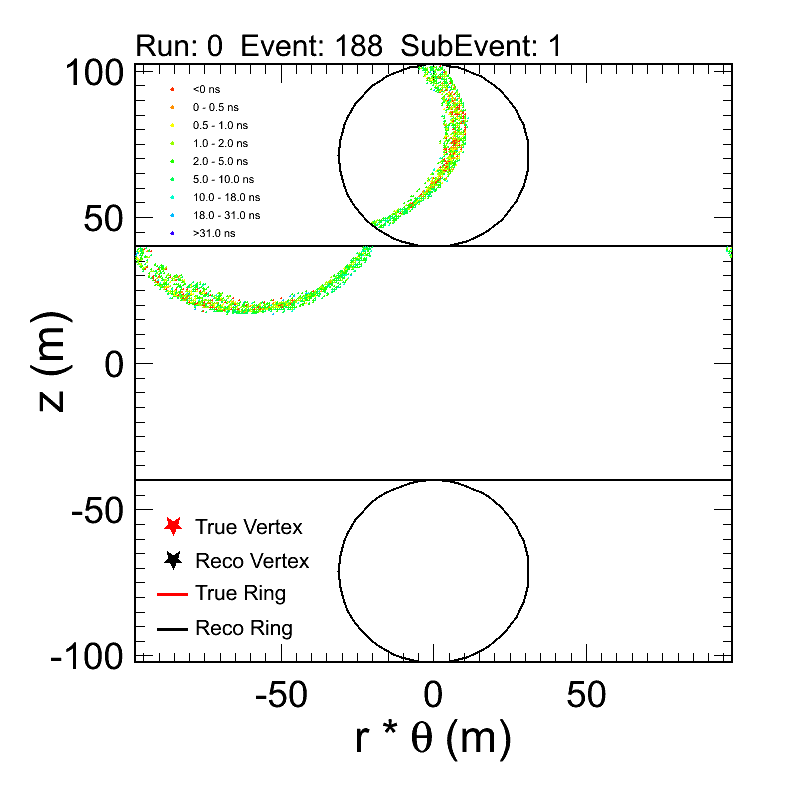 Run: 0  Event: 188  SubEvent: 1
100
<0 ns
0 - 0.5 ns
0.5 - 1.0 ns
1.0 - 2.0 ns
2.0 - 5.0 ns
5.0 - 10.0 ns
10.0 - 18.0 ns
18.0 - 31.0 ns
>31.0 ns
50
0
z (m)
-50
True Vertex
Reco Vertex
True Ring
Reco Ring
-100
-50 0 50
r * θ (m)